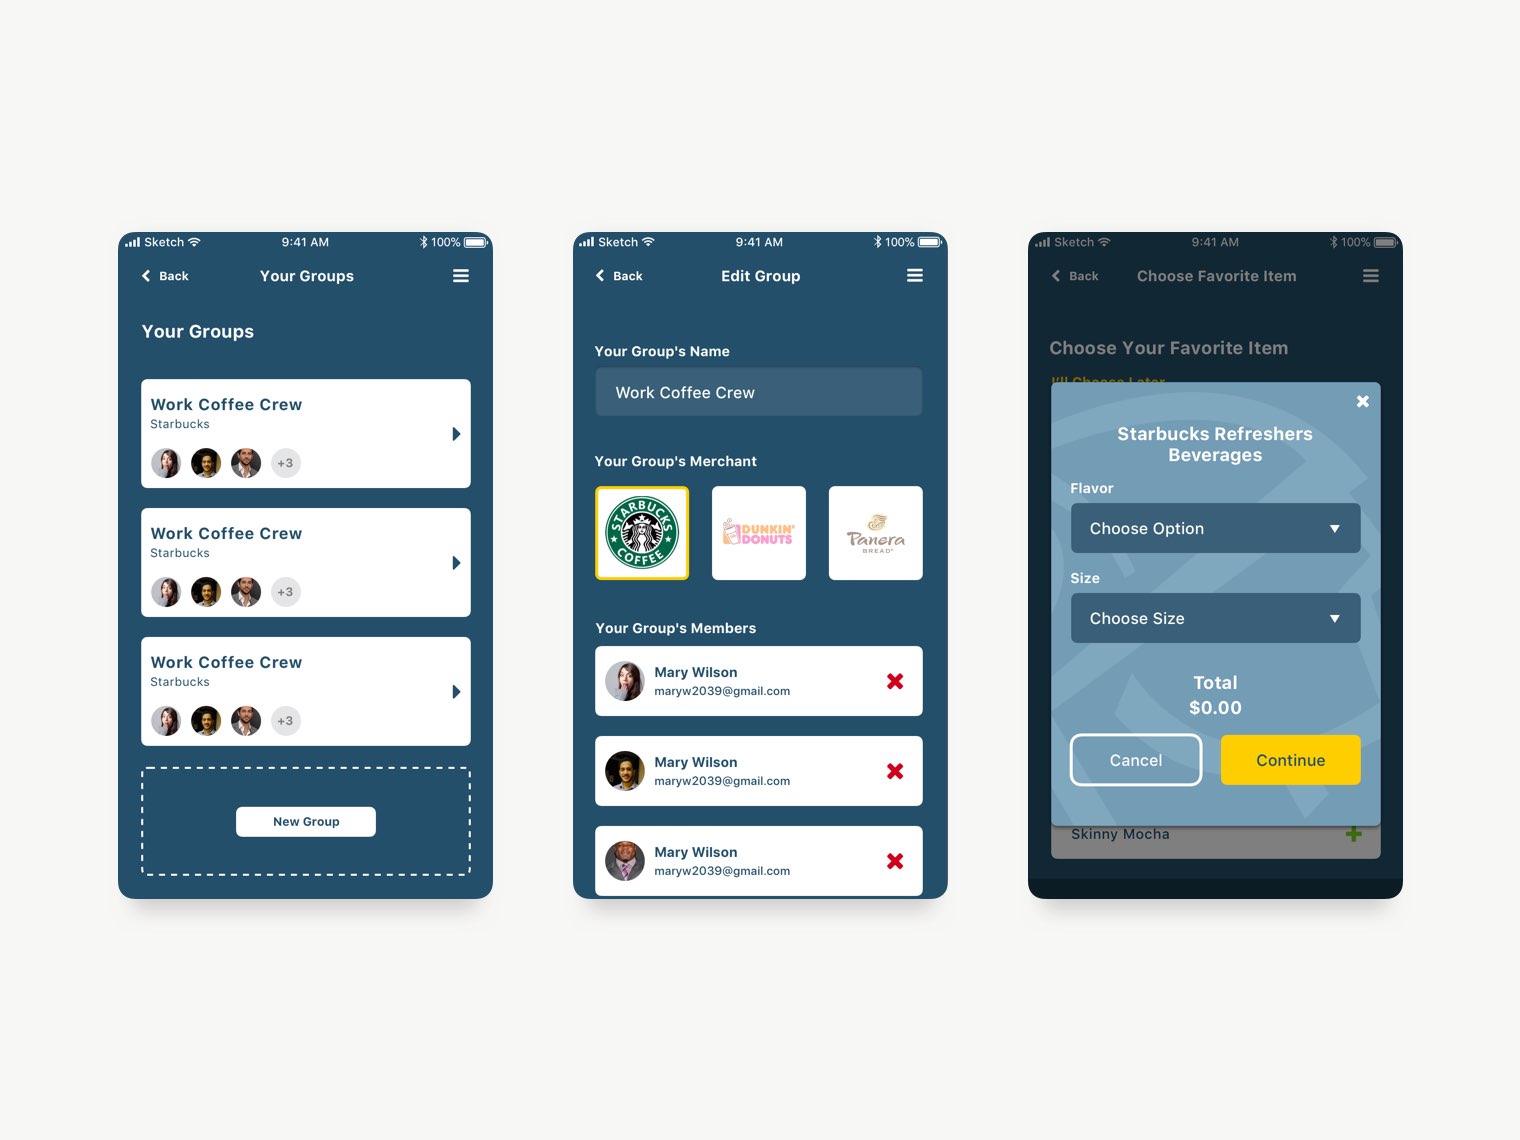 Sketch 9:41 AM 100%
Back Your Groups
Your Groups
Work Coffee Crew
Starbucks
+3
Work Coffee Crew
Starbucks
+3
Work Coffee Crew
Starbucks
+3
New Group
Sketch 9:41 AM 100%
Back Edit Group
Your Group's Name
Work Coffee Crew
Your Group's Merchant
STARBUCKS
COFFEE
DUNKIN'
DONUTS
Panera
BREAD®
Your Group's Members
Mary Wilson
maryw2039@gmail.com
Mary Wilson
maryw2039@gmail.com
Mary Wilson
maryw2039@gmail.com
Sketch 9:41 AM 100%
Back Choose Favorite Item
Choose Your Favorite Item
I'll Choose Later
Starbucks Refreshers
Beverages
Flavor
Choose Option
Size
Choose Size
Total
$0.00
Cancel Continue
Skinny Mocha